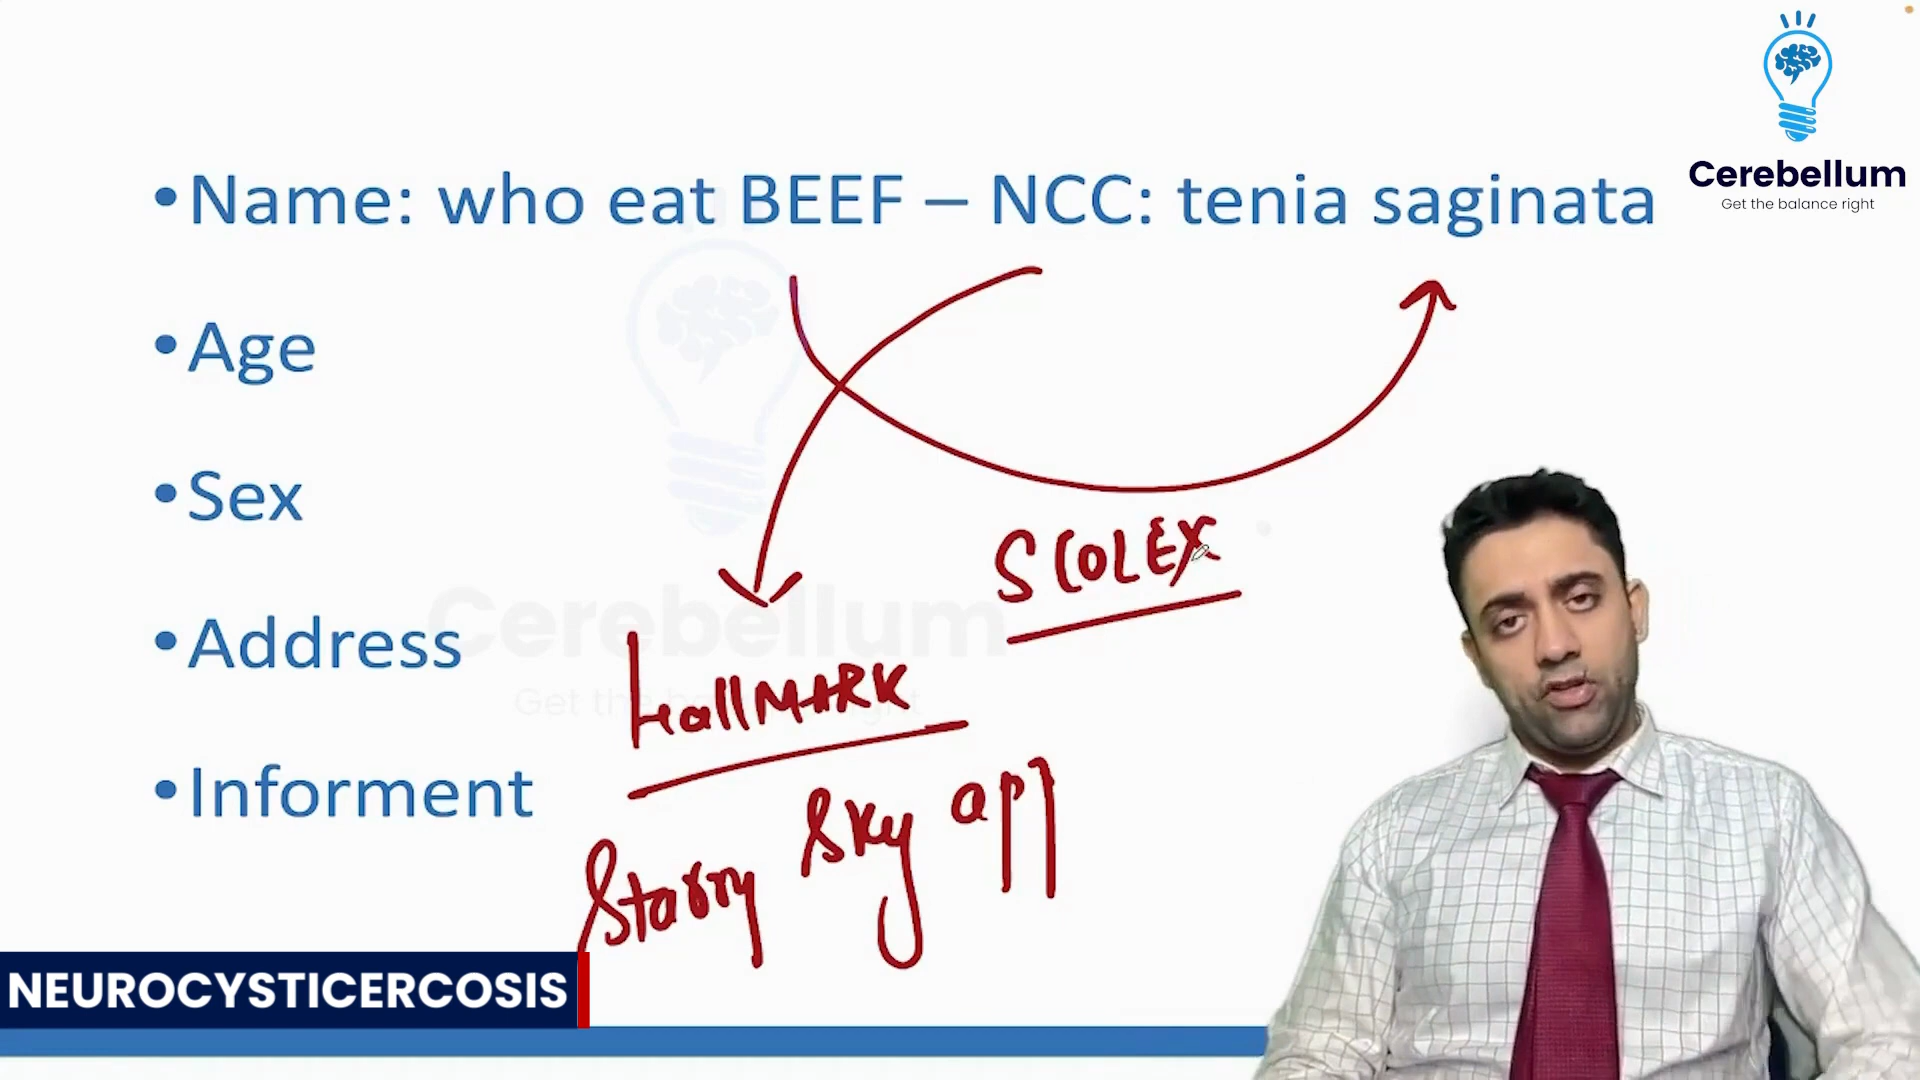 Cerebellum
Get the balance right
•Name: who eat BEEF – NCC: tenia saginata
•Age
•Sex
SCOLEX
•Address
HallMARK
•Informent
Starry Sky app
NEUROCYSTICERCOSIS
Cerebellum